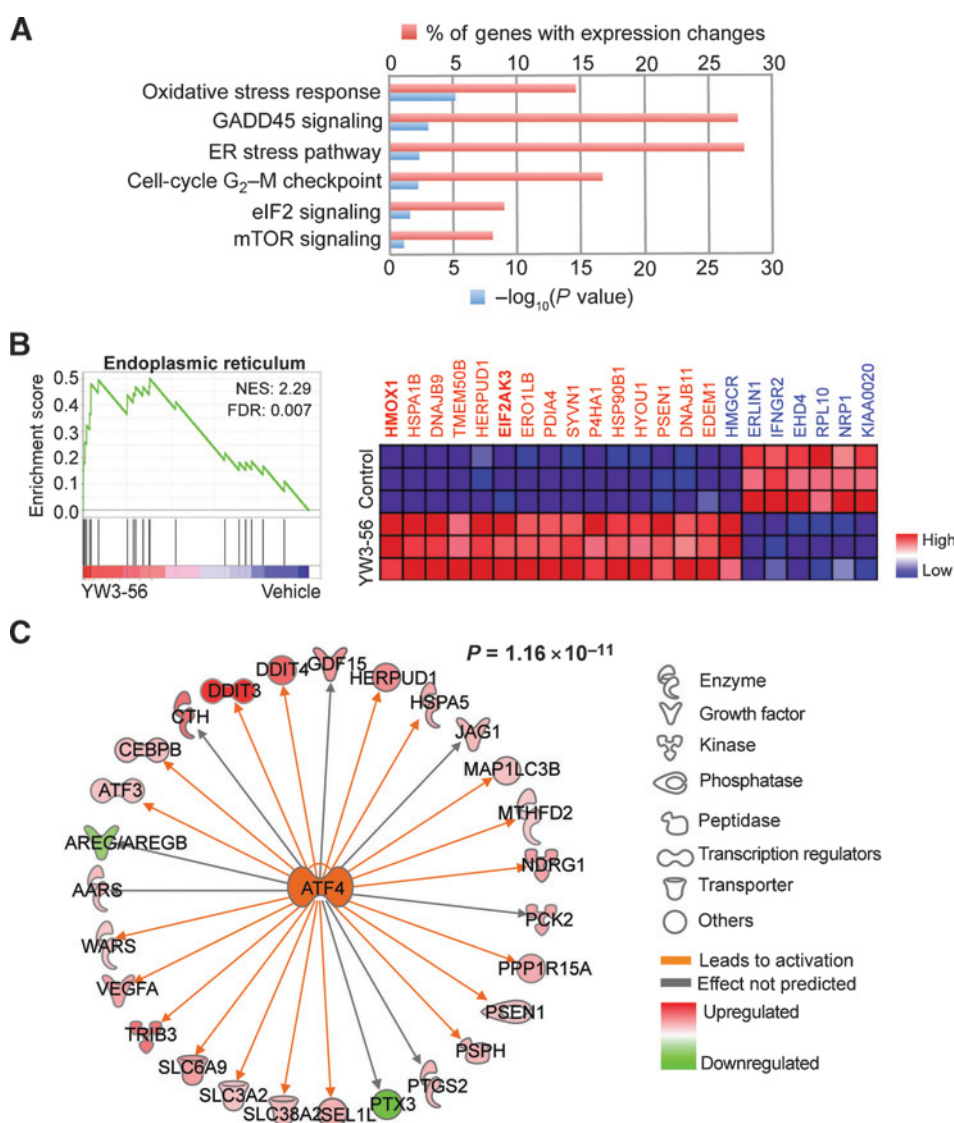 A
% of genes with expression changes
0 5 10 15 20 25 30
Oxidative stress response
GADD45 signaling
ER stress pathway
Cell-cycle G₂–M checkpoint
eIF2 signaling
mTOR signaling
0 5 10 15 20 25 30
–log₁₀(P value)
B
Endoplasmic reticulum
NES: 2.29
FDR: 0.007
Enrichment score
0.5
0.4
0.3
0.2
0.1
0.0
YW3-56 Vehicle
HMOX1
HSPA1B
DNAJB9
TMEM50B
HERPUD1
EIF2AK3
ERO1LB
PDIA4
SYVN1
P4HA1
HSP90B1
HYOU1
PSEN1
DNAJB11
EDEM1
HMGCR
ERLIN1
IFNGR2
EHD4
RPL10
NRP1
KIAA0020
Control
YW3-56
High
Low
C
P = 1.16 × 10⁻¹¹
GDF15
DDIT4
HERPUD1
DDIT3
HSPA5
CTH
JAG1
CEBPB
MAP1LC3B
ATF3
MTHFD2
AREG/AREGB
NDRG1
ATF4
AARS
PCK2
WARS
PPP1R15A
VEGFA
PSEN1
TRIB3
PSPH
SLC6A9
PTGS2
SLC3A2
SLC38A2
SEL1L
PTX3
Enzyme
Growth factor
Kinase
Phosphatase
Peptidase
Transcription regulators
Transporter
Others
Leads to activation
Effect not predicted
Upregulated
Downregulated